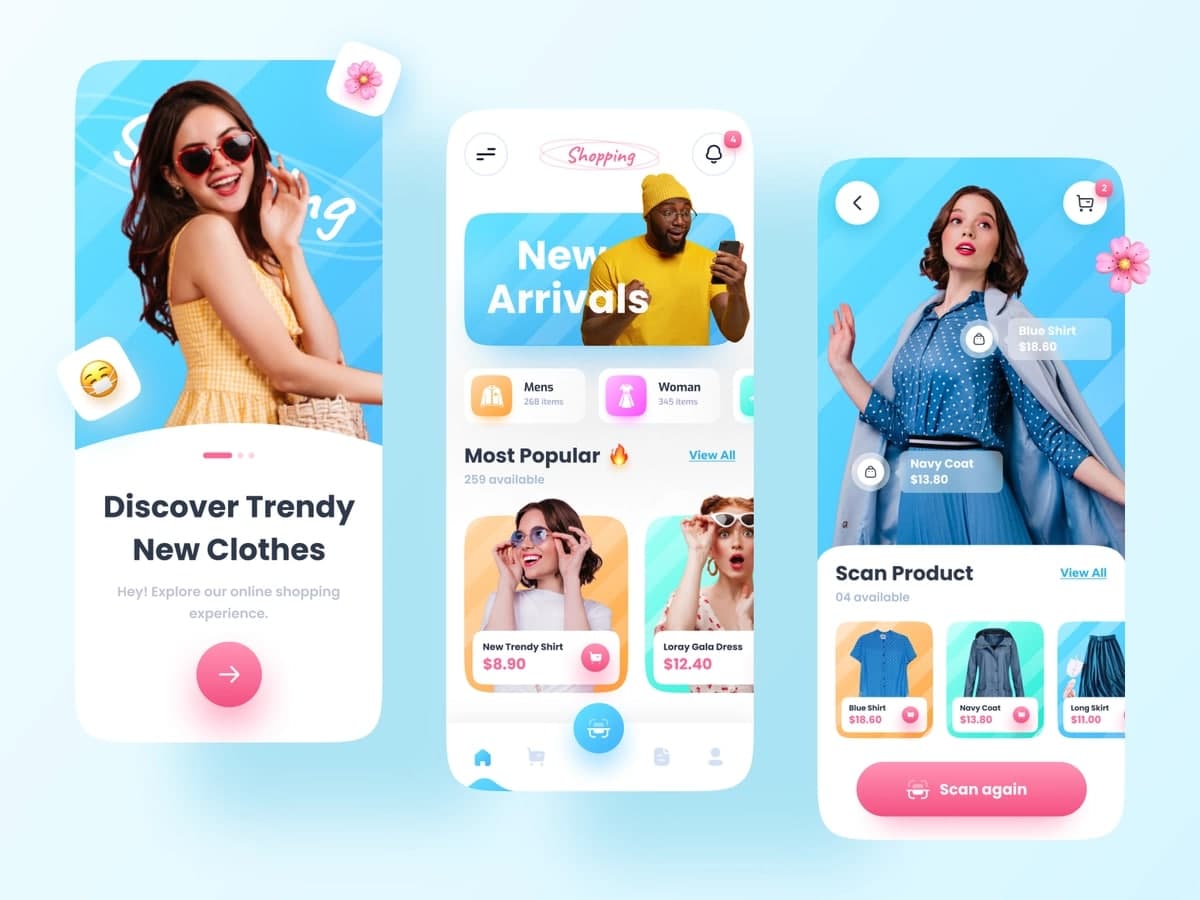 Discover Trendy
New Clothes
Hey! Explore our online shopping
experience.
Shopping
4
New
Arrivals
Mens
268 items
Woman
345 items
Most Popular
View All
259 available
New Trendy Shirt
$8.90
Loray Gala Dress
$12.40
2
Blue Shirt
$18.60
Navy Coat
$13.80
Scan Product
View All
04 available
Blue Shirt
$18.60
Navy Coat
$13.80
Long Skirt
$11.00
Scan again